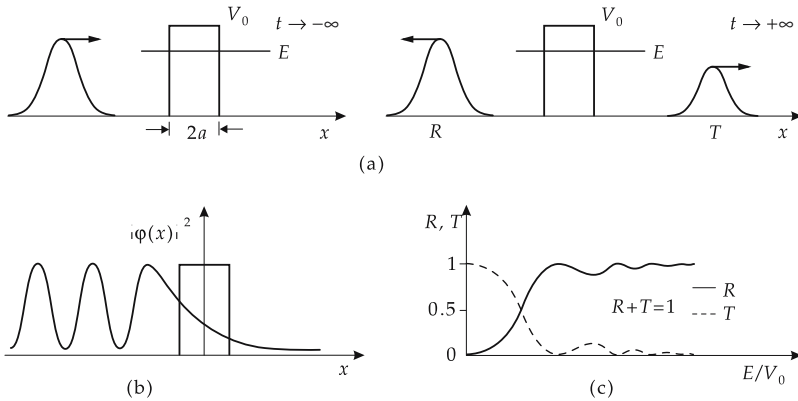 V₀ t → −∞
E
2a x
V₀ t → +∞
E
R T x
(a)
|φ(x)|²
x
(b)
R, T
1
0.5
0
R+T=1
R
T
E/V₀
(c)